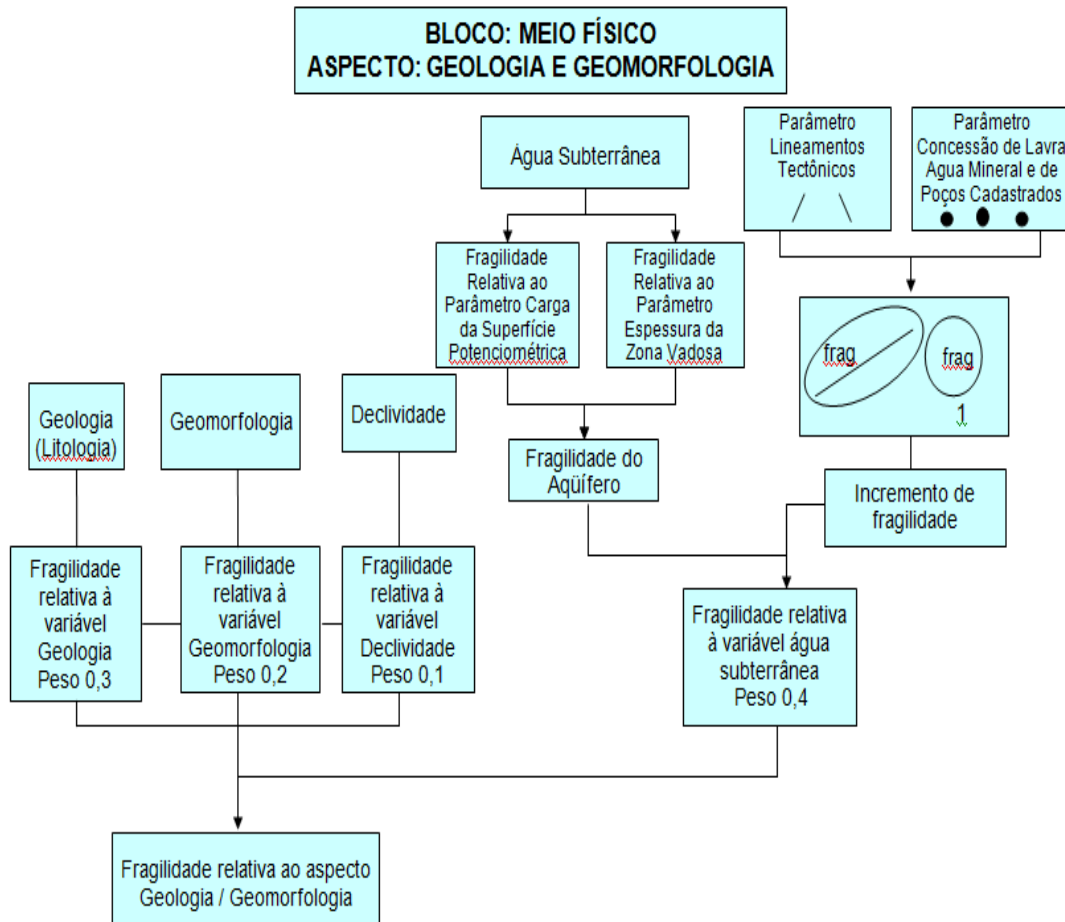 BLOCO: MEIO FÍSICO
ASPECTO: GEOLOGIA E GEOMORFOLOGIA
Água Subterrânea
Parâmetro
Lineamentos
Tectônicos
Parâmetro
Concessão de Lavra
Agua Mineral e de
Poços Cadastrados
Fragilidade
Relativa ao
Parâmetro Carga
da Superfície
Potenciométrica
Fragilidade
Relativa ao
Parâmetro
Espessura da
Zona Vadosa
frag
frag
1
Geologia
(Litologia)
Geomorfologia
Declividade
Fragilidade do
Aqüífero
Incremento de
fragilidade
Fragilidade
relativa à
variável
Geologia
Peso 0,3
Fragilidade
relativa à
variável
Geomorfologia
Peso 0,2
Fragilidade
relativa à
variável
Declividade
Peso 0,1
Fragilidade relativa
à variável água
subterrânea
Peso 0,4
Fragilidade relativa ao aspecto
Geologia / Geomorfologia